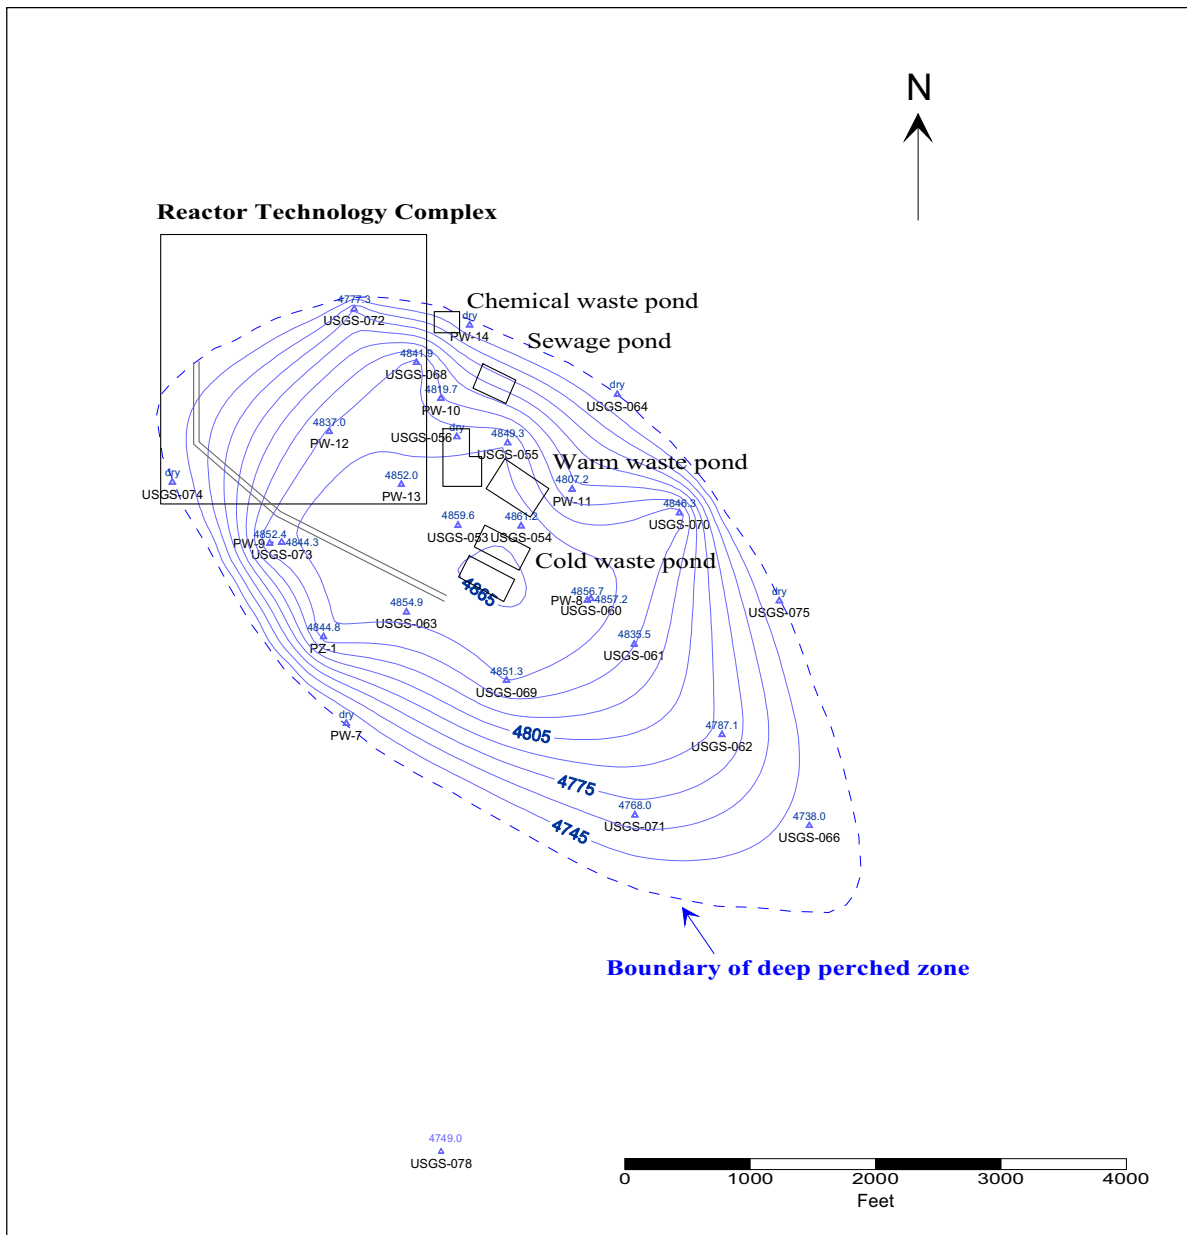 N
Reactor Technology Complex
4777.3
USGS-072
Chemical waste pond
dry
PW-14
Sewage pond
4841.9
USGS-068
dry
USGS-064
4819.7
PW-10
4837.0
PW-12
USGS-056
dry
4849.3
USGS-055
Warm waste pond
dry
USGS-074
4852.0
PW-13
4807.2
PW-11
4846.3
USGS-070
4859.6
USGS-053
4861.2
USGS-054
PW-9
4852.4
4844.3
USGS-073
Cold waste pond
4865
4856.7
PW-8
4857.2
USGS-060
dry
USGS-075
4854.9
USGS-063
4844.8
PZ-1
4835.5
USGS-061
4851.3
USGS-069
dry
PW-7
4805
4787.1
USGS-062
4775
4768.0
USGS-071
4745
4738.0
USGS-066
Boundary of deep perched zone
4749.0
USGS-078
0 1000 2000 3000 4000
Feet